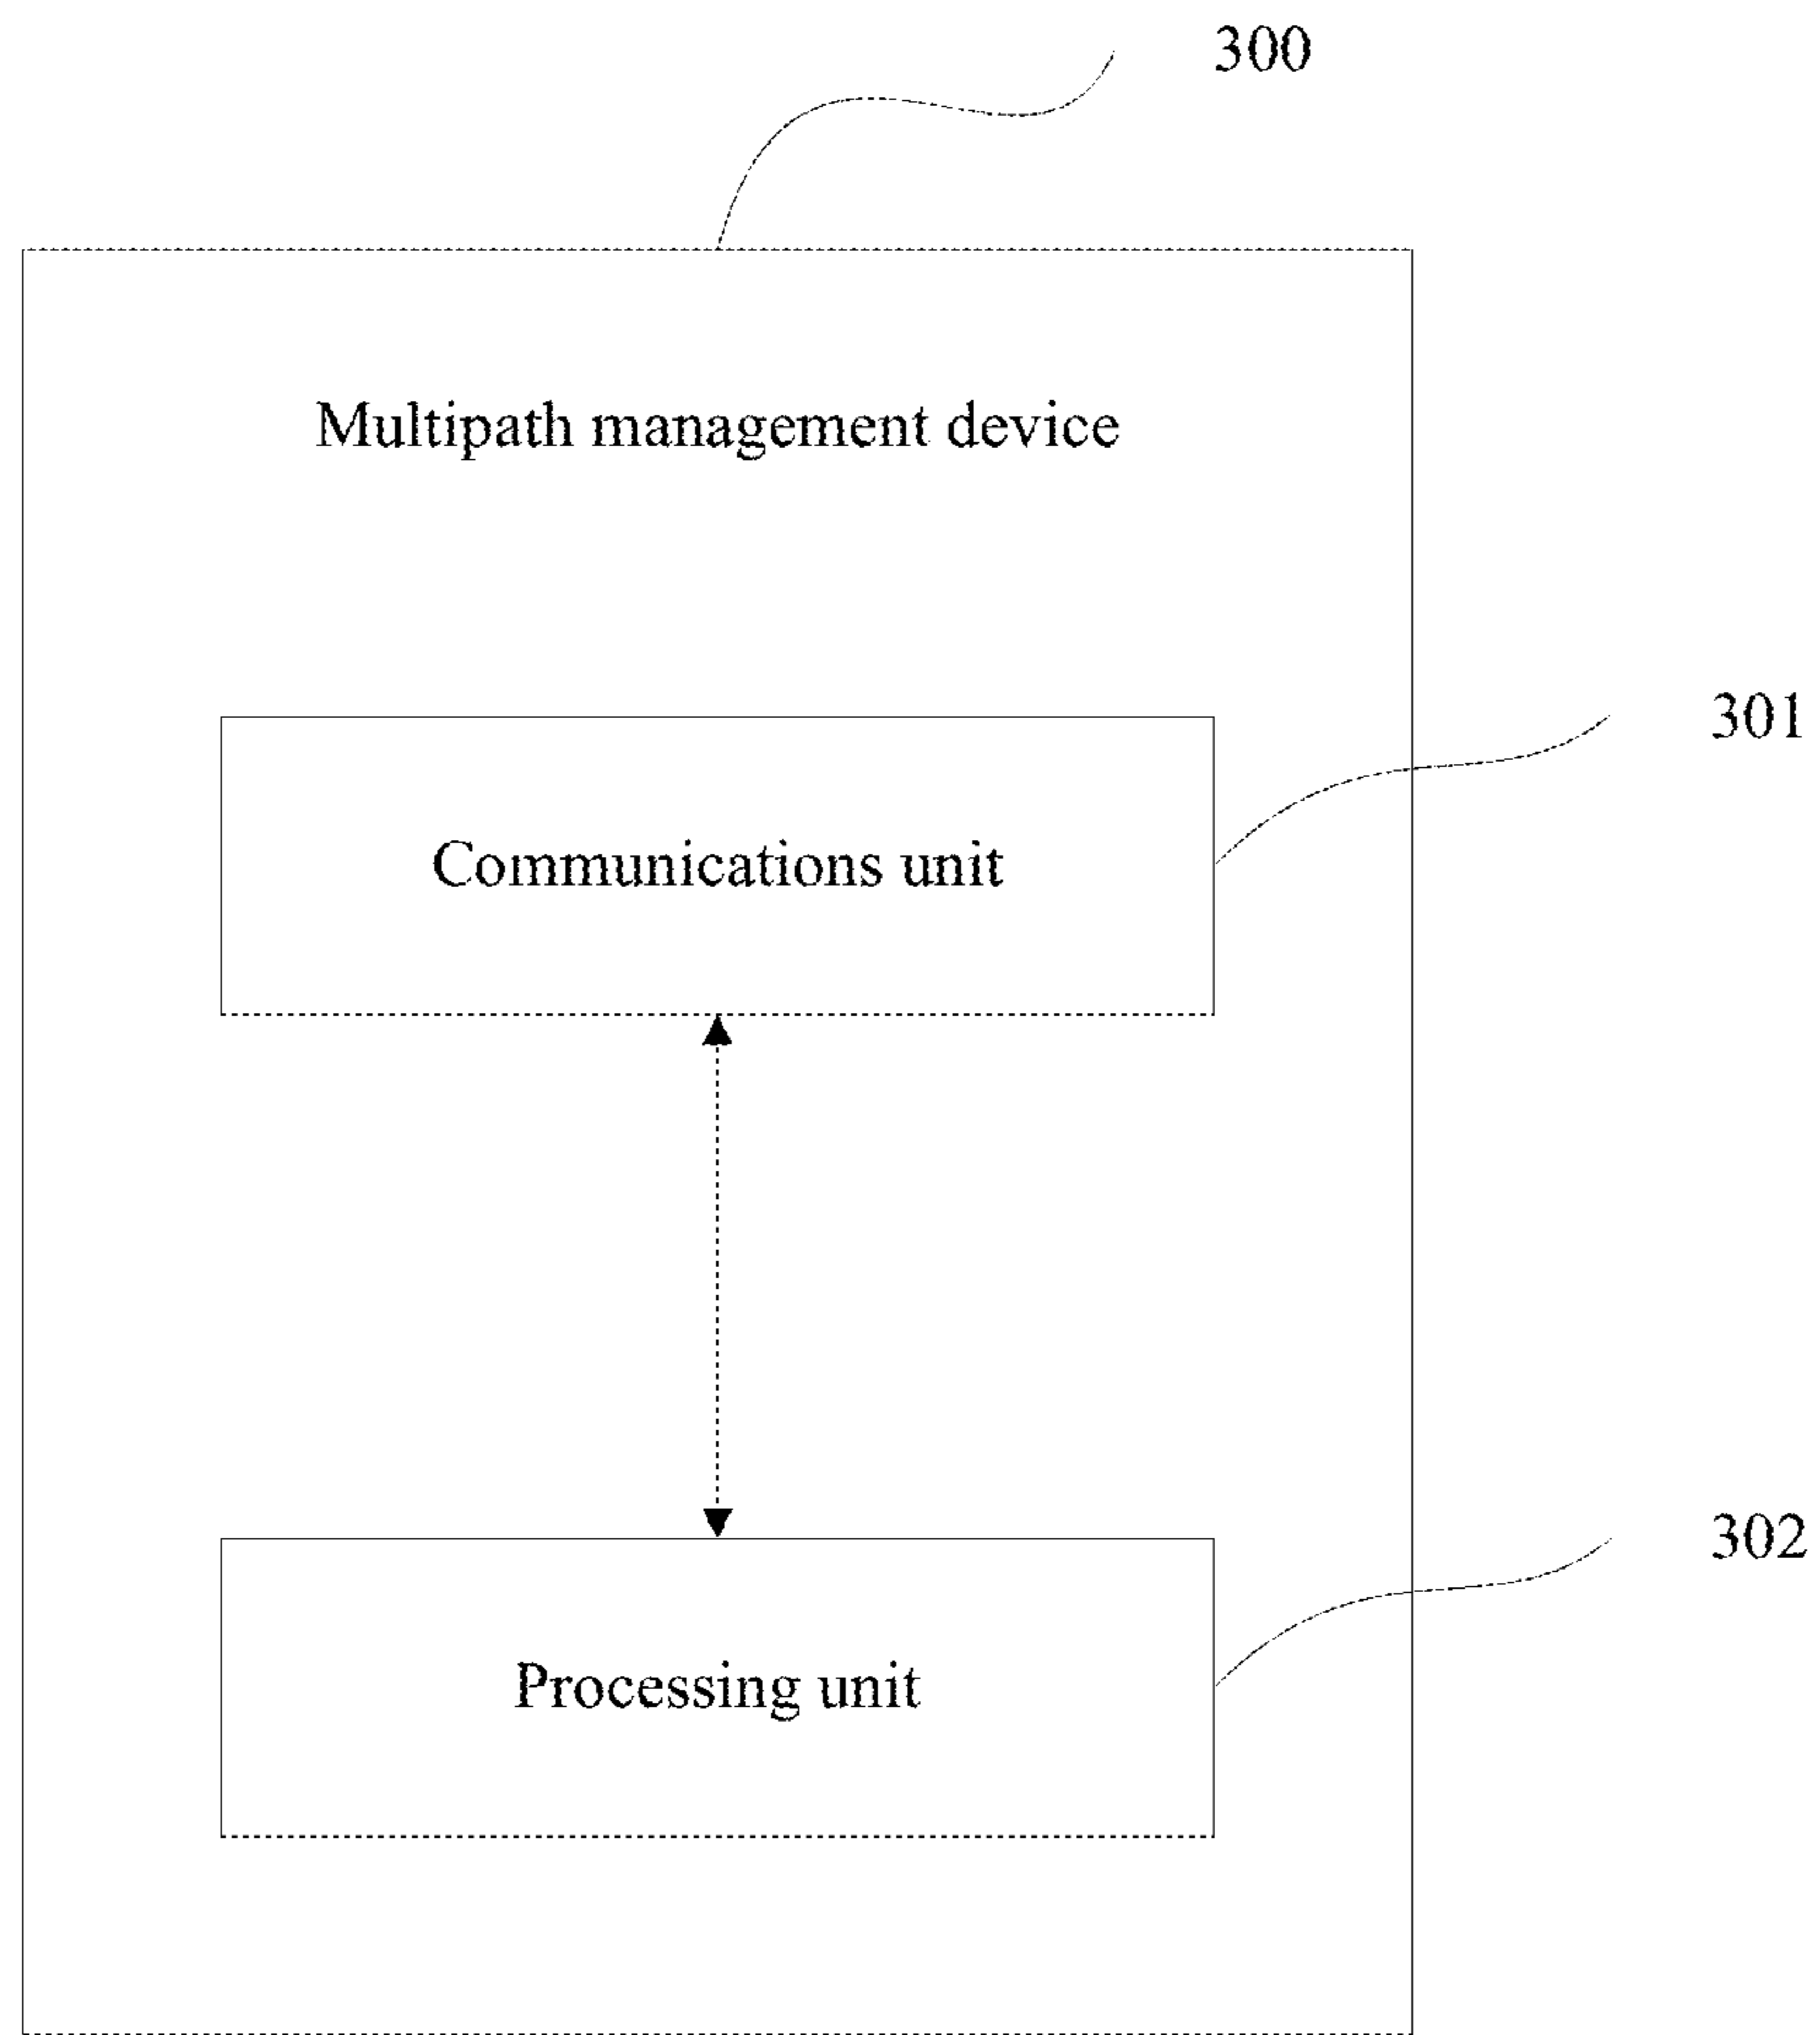 300
Multipath management device
301
Communications unit
302
Processing unit